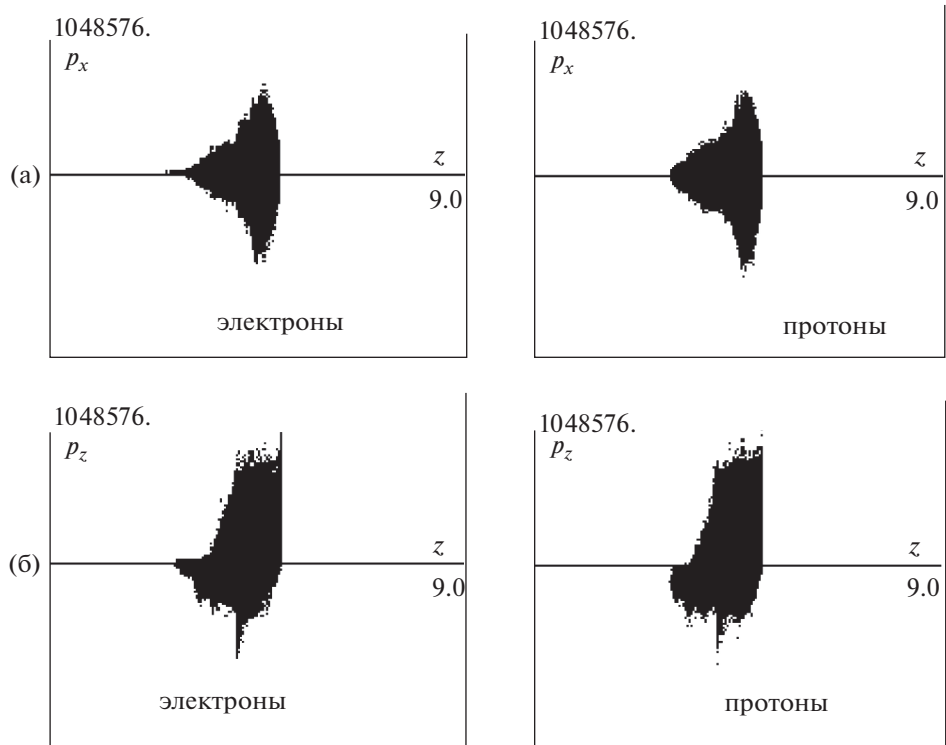 1048576.
p_x
z
9.0
(а)
электроны
1048576.
p_x
z
9.0
протоны
1048576.
p_z
z
9.0
(б)
электроны
1048576.
p_z
z
9.0
протоны